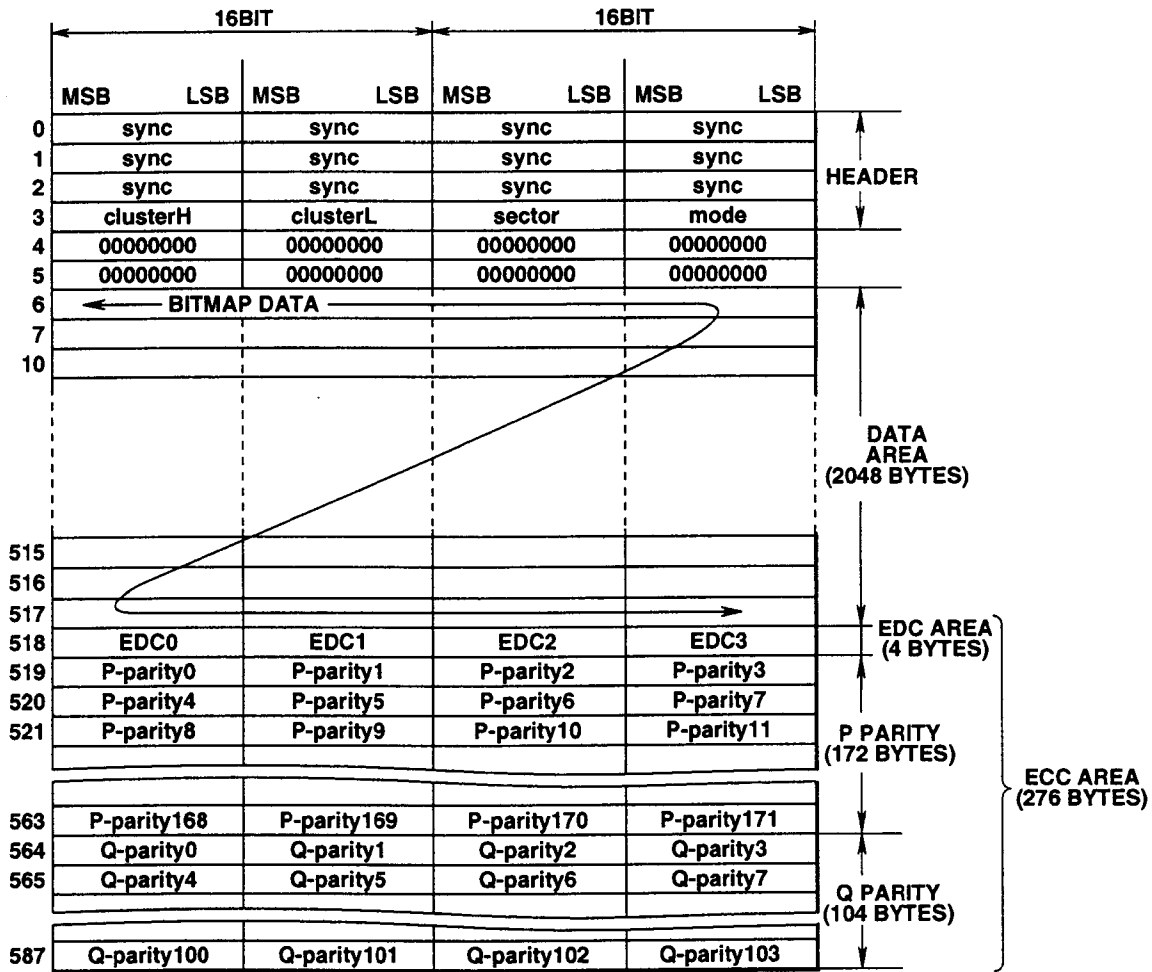 16BIT 16BIT
MSB LSB MSB LSB MSB LSB MSB LSB
0 sync sync sync sync
1 sync sync sync sync
2 sync sync sync sync
HEADER
3 clusterH clusterL sector mode
4 00000000 00000000 00000000 00000000
5 00000000 00000000 00000000 00000000
6 BITMAP DATA
7
10
DATA
AREA
(2048 BYTES)
515
516
517
518 EDC0 EDC1 EDC2 EDC3
EDC AREA
(4 BYTES)
519 P-parity0 P-parity1 P-parity2 P-parity3
520 P-parity4 P-parity5 P-parity6 P-parity7
521 P-parity8 P-parity9 P-parity10 P-parity11
P PARITY
(172 BYTES)
ECC AREA
(276 BYTES)
563 P-parity168 P-parity169 P-parity170 P-parity171
564 Q-parity0 Q-parity1 Q-parity2 Q-parity3
565 Q-parity4 Q-parity5 Q-parity6 Q-parity7
Q PARITY
(104 BYTES)
587 Q-parity100 Q-parity101 Q-parity102 Q-parity103